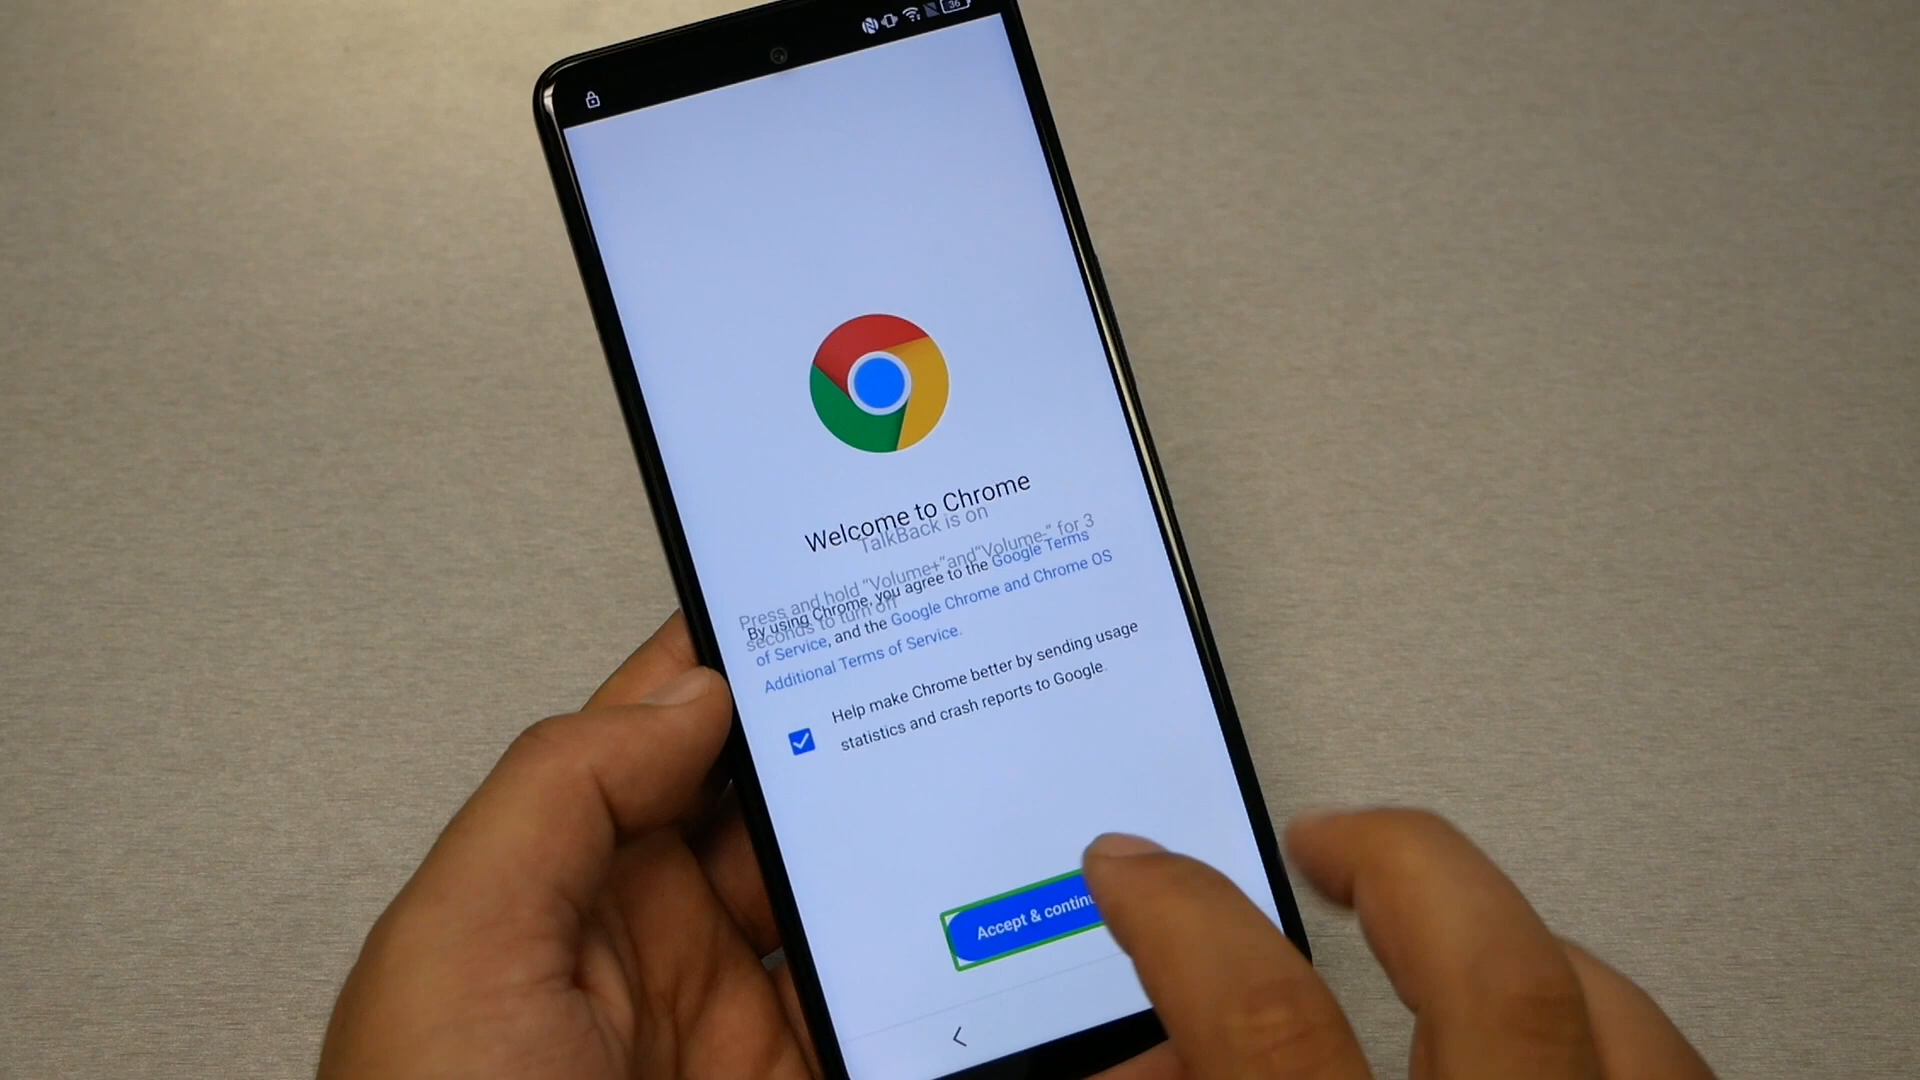 36
Welcome to Chrome
TalkBack is on
Press and hold “Volume+”and“Volume-” for 3
seconds to turn off
By using Chrome, you agree to the Google Terms
of Service, and the Google Chrome and Chrome OS
Additional Terms of Service.
Help make Chrome better by sending usage
statistics and crash reports to Google.
Accept & continu